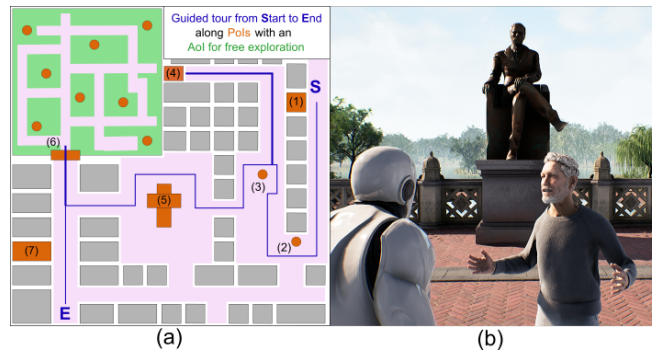 Guided tour from Start to End
along PoIs with an
AoI for free exploration
(4)
S
(1)
(6)
(3)
(5)
(2)
(7)
E
(a)
(b)